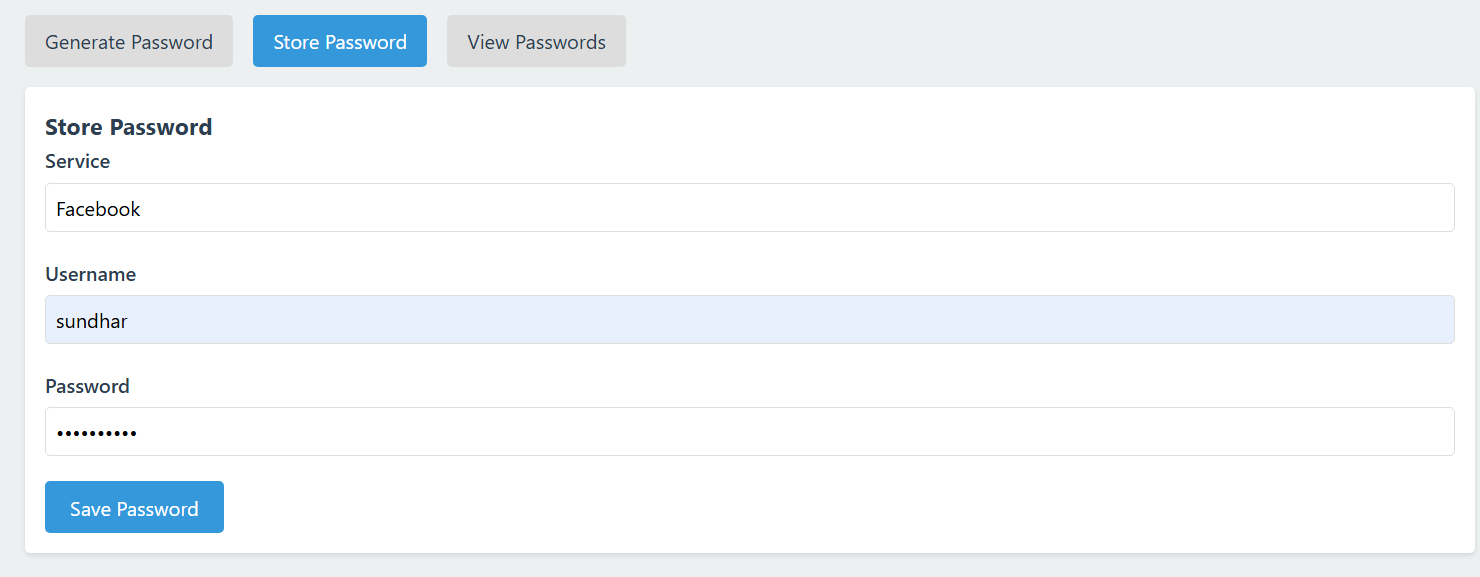 Generate Password Store Password View Passwords
Store Password
Service
Facebook
Username
sundhar
Password
••••••••••
Save Password